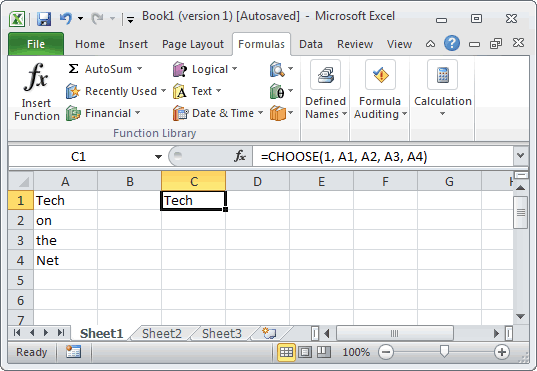 Book1 (version 1) [Autosaved] - Microsoft Excel
File Home Insert Page Layout Formulas Data Review View
fx Insert Function
Σ AutoSum
Recently Used
Financial
Logical
A Text
Date & Time
θ
Function Library
Defined Names
Formula Auditing
Calculation
C1 fx =CHOOSE(1, A1, A2, A3, A4)
A B C D E F G H
1 Tech Tech
2 on
3 the
4 Net
5
6
7
Sheet1 Sheet2 Sheet3
Ready 100%